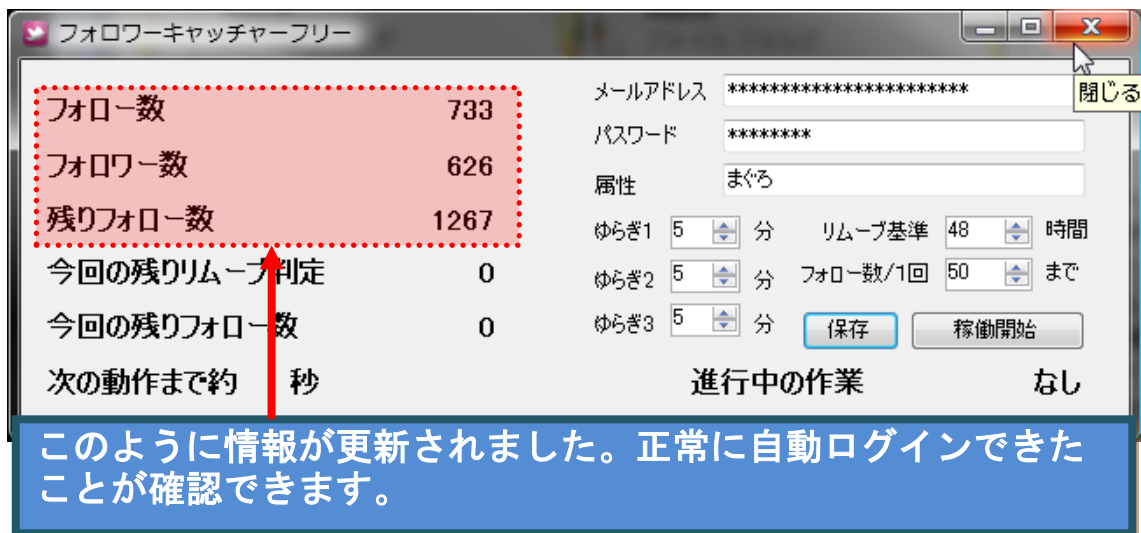 フォロワーキャッチャーフリー
閉じる
フォロー数 733
フォロワー数 626
残りフォロー数 1267
今回の残りリムーブ判定 0
今回の残りフォロー数 0
次の動作まで約 秒
メールアドレス **********************
パスワード ********
属性 まぐろ
ゆらぎ1 5 分 リムーブ基準 48 時間
ゆらぎ2 5 分 フォロー数/1回 50 まで
ゆらぎ3 5 分 保存 稼働開始
進行中の作業 なし
このように情報が更新されました。正常に自動ログインできた
ことが確認できます。